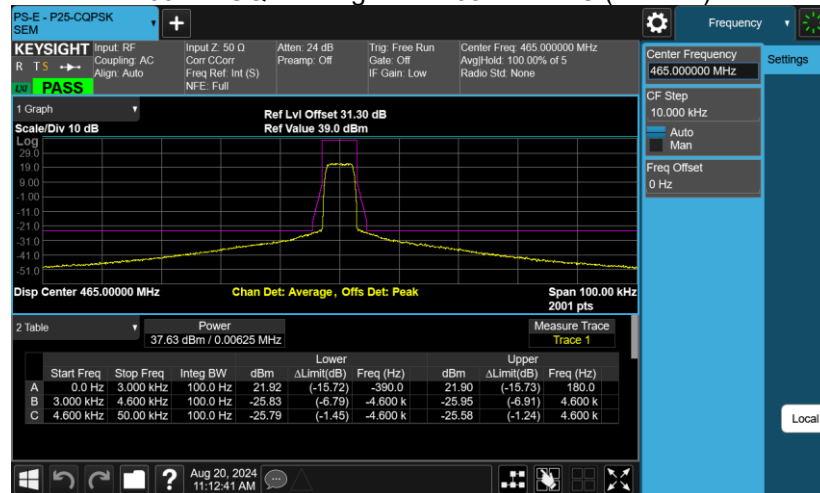 PS-E - P25-CQPSK
SEM
Frequency
KEYSIGHT
R T S
LXI PASS
Input: RF
Coupling: AC
Align: Auto
Input Z: 50 Ω
Corr CCorr
Freq Ref: Int (S)
NFE: Full
Atten: 24 dB
Preamp: Off
Trig: Free Run
Gate: Off
IF Gain: Low
Center Freq: 465.000000 MHz
Avg|Hold: 100.00% of 5
Radio Std: None
Center Frequency
465.000000 MHz
Settings
CF Step
10.000 kHz
Auto
Man
Freq Offset
0 Hz
Local
1 Graph
Scale/Div 10 dB
Ref Lvl Offset 31.30 dB
Ref Value 39.0 dBm
Log
29.0
19.0
9.00
-1.00
-11.0
-21.0
-31.0
-41.0
-51.0
Disp Center 465.00000 MHz
Chan Det: Average, Offs Det: Peak
Span 100.00 kHz
2001 pts
2 Table
Power
37.63 dBm / 0.00625 MHz
Measure Trace
Trace 1
Lower Upper
Start Freq Stop Freq Integ BW dBm ΔLimit(dB) Freq (Hz) dBm ΔLimit(dB) Freq (Hz)
A 0.0 Hz 3.000 kHz 100.0 Hz 21.92 (-15.72) -390.0 21.90 (-15.73) 180.0
B 3.000 kHz 4.600 kHz 100.0 Hz -25.83 (-6.79) -4.600 k -25.95 (-6.91) 4.600 k
C 4.600 kHz 50.00 kHz 100.0 Hz -25.79 (-1.45) -4.600 k -25.58 (-1.24) 4.600 k
Aug 20, 2024
11:12:41 AM